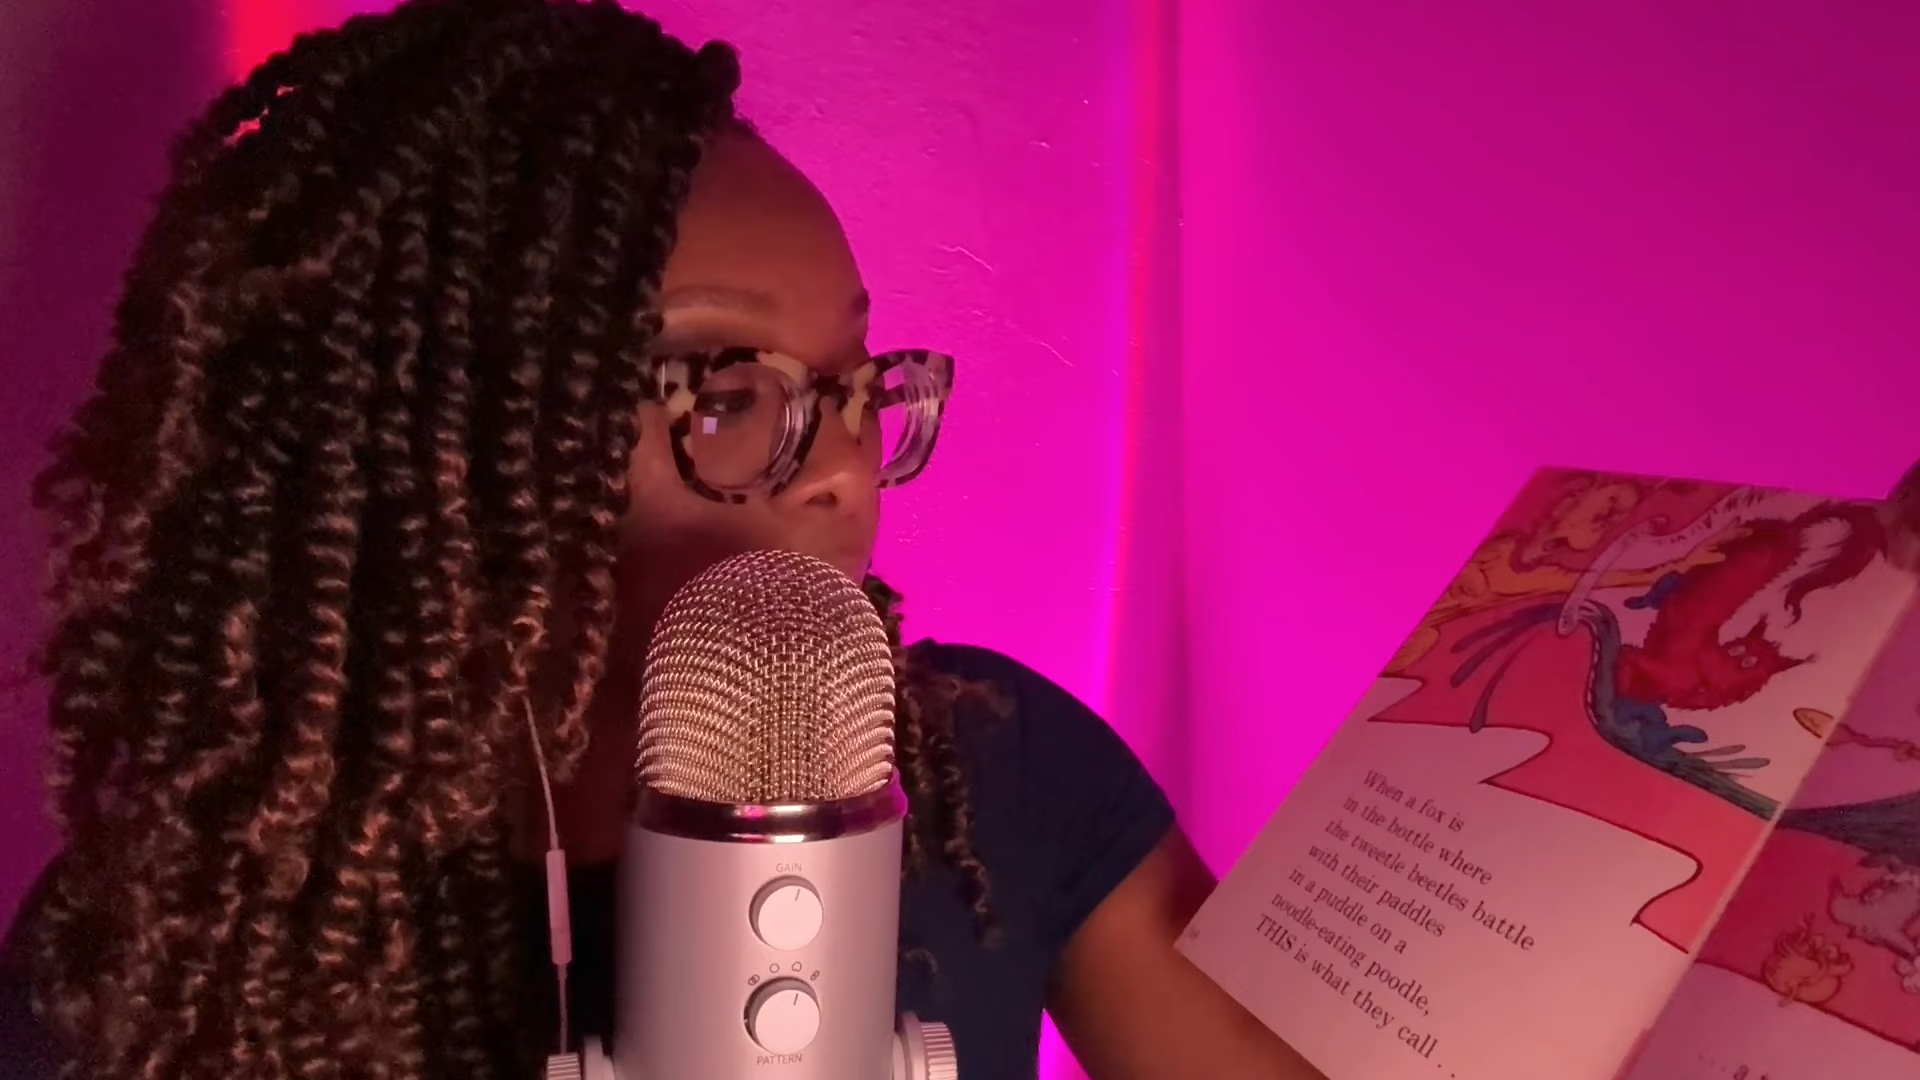 When a fox is
in the bottle where
the tweetle beetles battle
with their paddles
in a puddle on a
noodle-eating poodle,
THIS is what they call . . .
... a t
GAIN
PATTERN